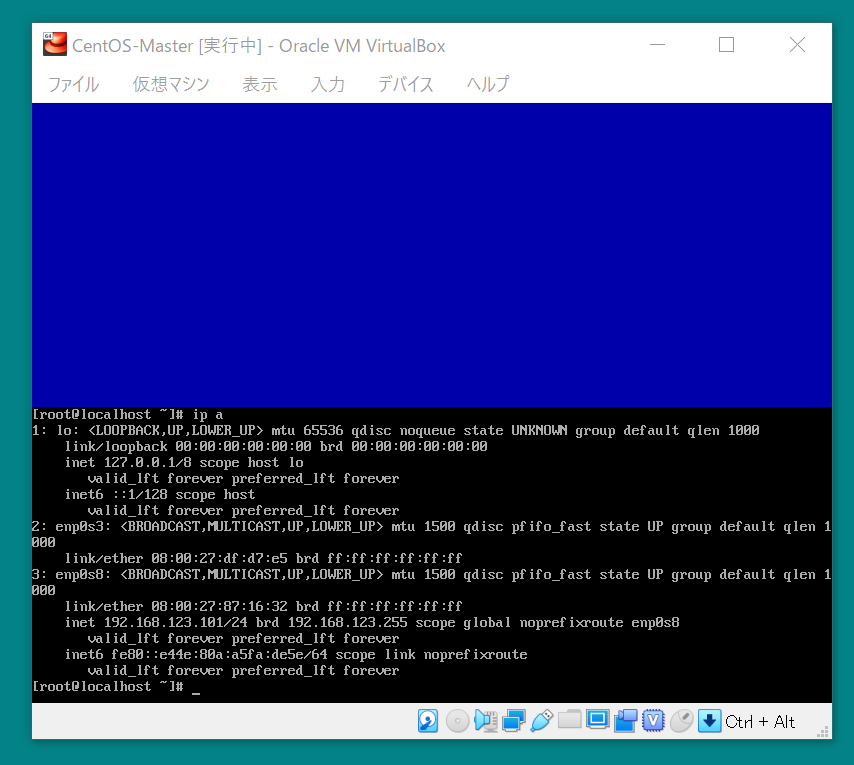 CentOS-Master [実行中] - Oracle VM VirtualBox
ファイル 仮想マシン 表示 入力 デバイス ヘルプ
[root@localhost ~]# ip a
1: lo: <LOOPBACK,UP,LOWER_UP> mtu 65536 qdisc noqueue state UNKNOWN group default qlen 1000
link/loopback 00:00:00:00:00:00 brd 00:00:00:00:00:00
inet 127.0.0.1/8 scope host lo
valid_lft forever preferred_lft forever
inet6 ::1/128 scope host
valid_lft forever preferred_lft forever
2: enp0s3: <BROADCAST,MULTICAST,UP,LOWER_UP> mtu 1500 qdisc pfifo_fast state UP group default qlen 1
000
link/ether 08:00:27:df:d7:e5 brd ff:ff:ff:ff:ff:ff
3: enp0s8: <BROADCAST,MULTICAST,UP,LOWER_UP> mtu 1500 qdisc pfifo_fast state UP group default qlen 1
000
link/ether 08:00:27:87:16:32 brd ff:ff:ff:ff:ff:ff
inet 192.168.123.101/24 brd 192.168.123.255 scope global noprefixroute enp0s8
valid_lft forever preferred_lft forever
inet6 fe80::e44e:80a:a5fa:de5e/64 scope link noprefixroute
valid_lft forever preferred_lft forever
[root@localhost ~]# _
Ctrl + Alt